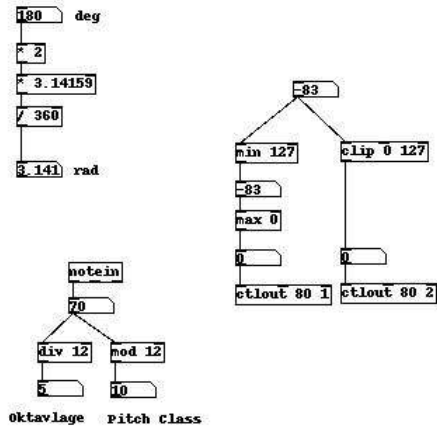 180 deg
* 2
* 3.14159
/ 360
3.141 rad
-83
min 127
clip 0 127
-83
max 0
0
0
ctlout 80 1
ctlout 80 2
notein
70
div 12
mod 12
5
10
Oktavlage
Pitch Class